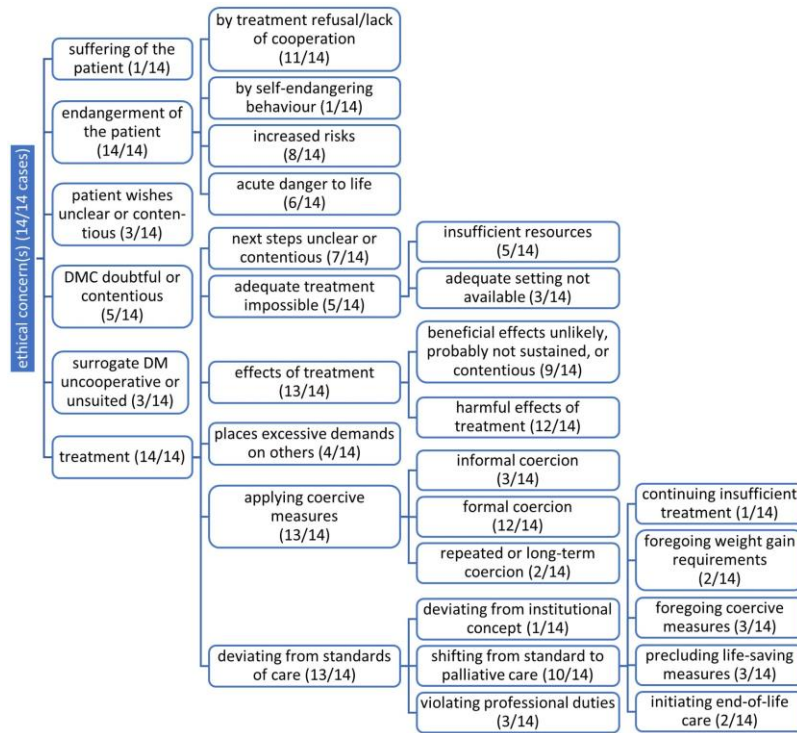 ethical concern(s) (14/14 cases)
suffering of the
patient (1/14)
endangerment of
the patient
(14/14)
patient wishes
unclear or conten-
tious (3/14)
DMC doubtful or
contentious
(5/14)
surrogate DM
uncooperative or
unsuited (3/14)
treatment (14/14)
by treatment refusal/lack
of cooperation
(11/14)
by self-endangering
behaviour (1/14)
increased risks
(8/14)
acute danger to life
(6/14)
next steps unclear or
contentious (7/14)
adequate treatment
impossible (5/14)
effects of treatment
(13/14)
places excessive demands
on others (4/14)
applying coercive
measures
(13/14)
deviating from standards
of care (13/14)
insufficient resources
(5/14)
adequate setting not
available (3/14)
beneficial effects unlikely,
probably not sustained, or
contentious (9/14)
harmful effects of
treatment (12/14)
informal coercion
(3/14)
formal coercion
(12/14)
repeated or long-term
coercion (2/14)
deviating from institutional
concept (1/14)
shifting from standard to
palliative care (10/14)
violating professional duties
(3/14)
continuing insufficient
treatment (1/14)
foregoing weight gain
requirements
(2/14)
foregoing coercive
measures (3/14)
precluding life-saving
measures (3/14)
initiating end-of-life
care (2/14)